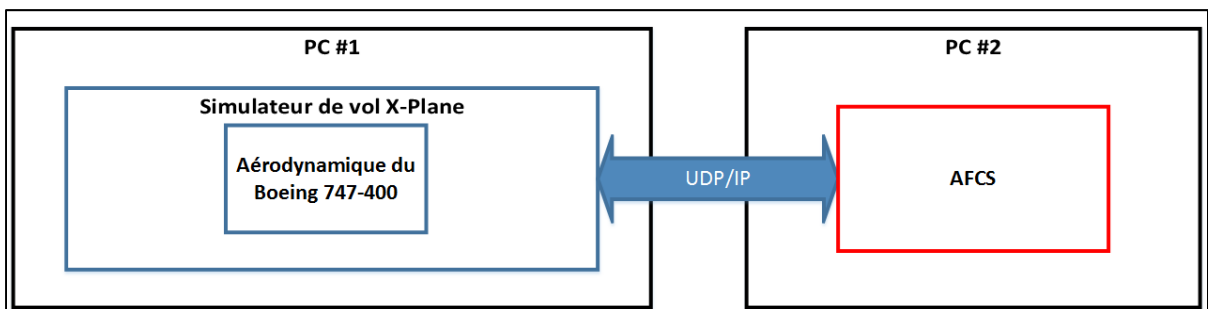 PC #1
PC #2
Simulateur de vol X-Plane
Aérodynamique du
Boeing 747-400
UDP/IP
AFCS